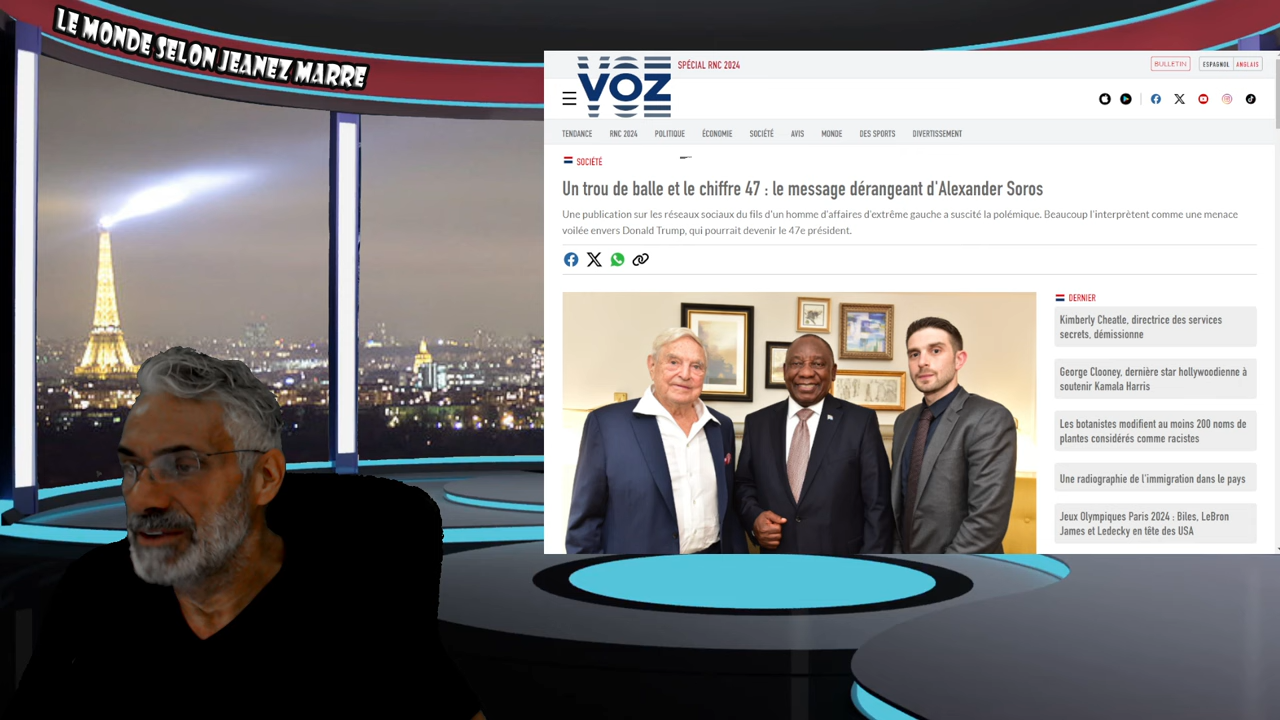 LE MONDE SELON JEANEZ MARRE
VOZ
SPÉCIAL RNC 2024
BULLETIN
ESPAGNOL ANGLAIS
TENDANCE RNC 2024 POLITIQUE ÉCONOMIE SOCIÉTÉ AVIS MONDE DES SPORTS DIVERTISSEMENT
SOCIÉTÉ
Un trou de balle et le chiffre 47 : le message dérangeant d'Alexander Soros
Une publication sur les réseaux sociaux du fils d'un homme d'affaires d'extrême gauche a suscité la polémique. Beaucoup l'interprètent comme une menace
voilée envers Donald Trump, qui pourrait devenir le 47e président.
DERNIER
Kimberly Cheatle, directrice des services
secrets, démissionne
George Clooney, dernière star hollywoodienne à
soutenir Kamala Harris
Les botanistes modifient au moins 200 noms de
plantes considérés comme racistes
Une radiographie de l'immigration dans le pays
Jeux Olympiques Paris 2024 : Biles, LeBron
James et Ledecky en tête des USA